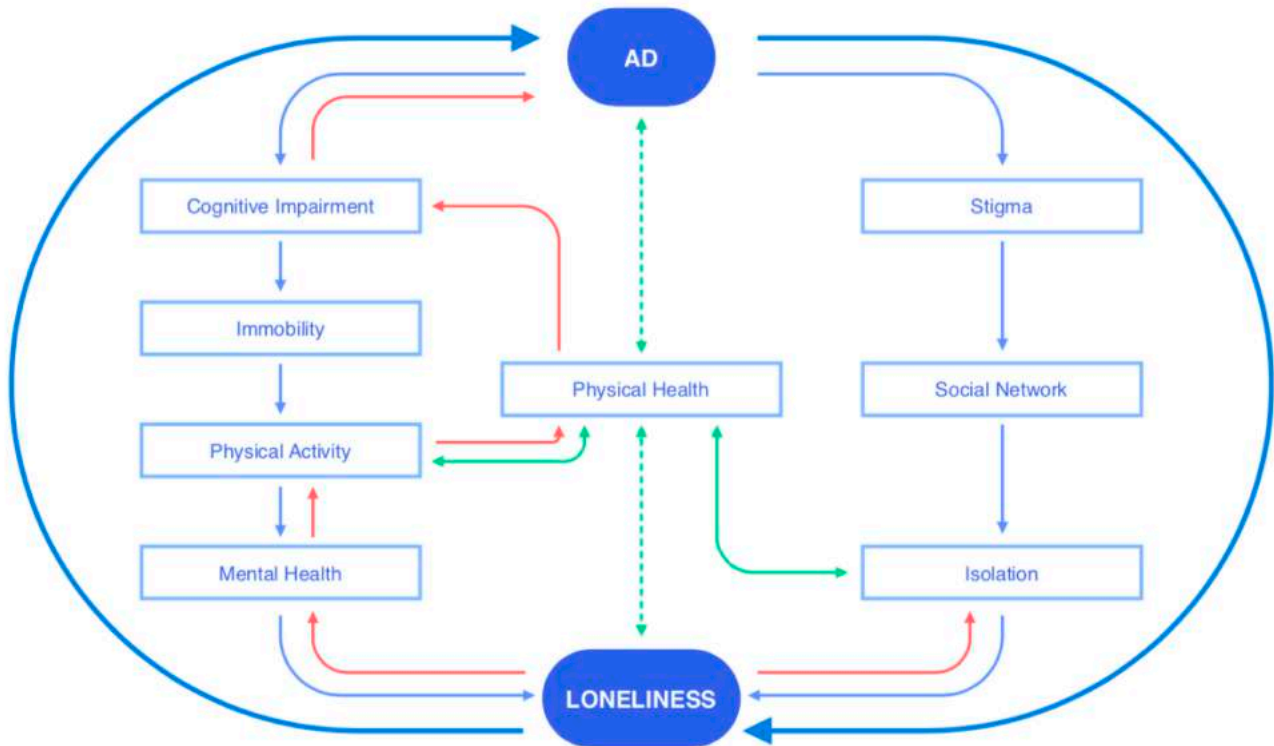 AD
Cognitive Impairment
Stigma
Immobility
Physical Health
Social Network
Physical Activity
Mental Health
Isolation
LONELINESS